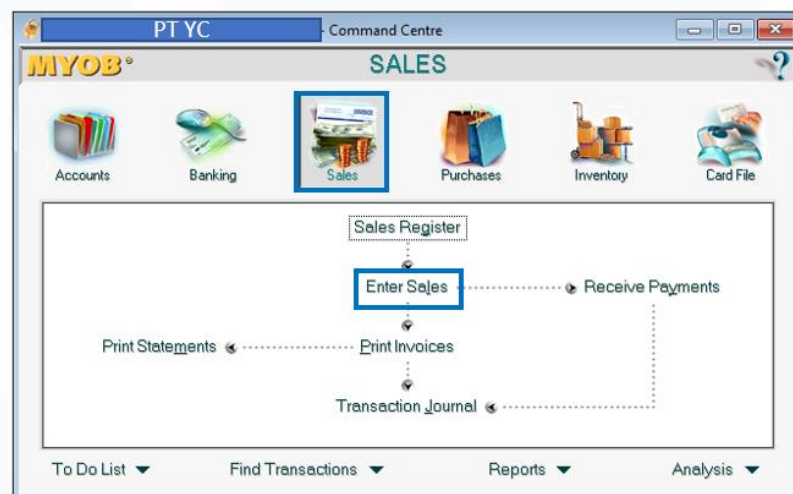 PT YC - Command Centre
MYOB® SALES ?
Accounts Banking Sales Purchases Inventory Card File
Sales Register
Enter Sales Receive Payments
Print Statements Print Invoices
Transaction Journal
To Do List Find Transactions Reports Analysis